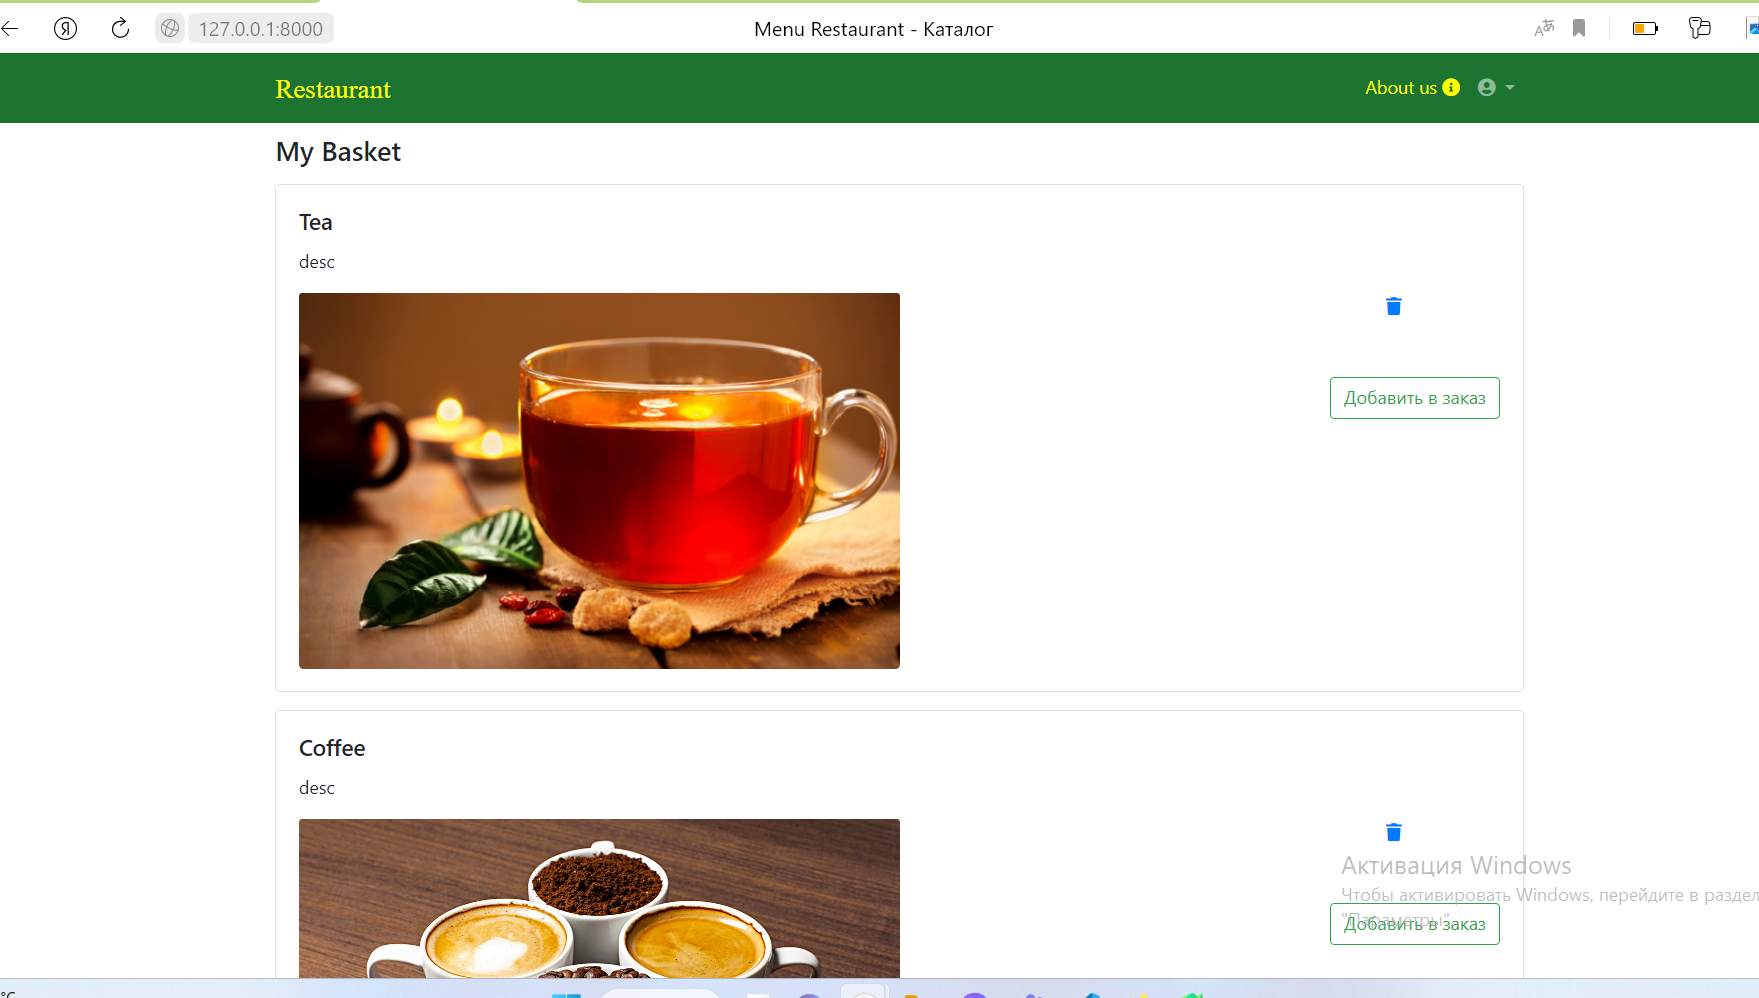 127.0.0.1:8000
Menu Restaurant - Каталог
Restaurant
About us
My Basket
Tea
desc
Добавить в заказ
Coffee
desc
Активация Windows
Чтобы активировать Windows, перейдите в раздел
"Параметры"
Добавить в заказ
°C